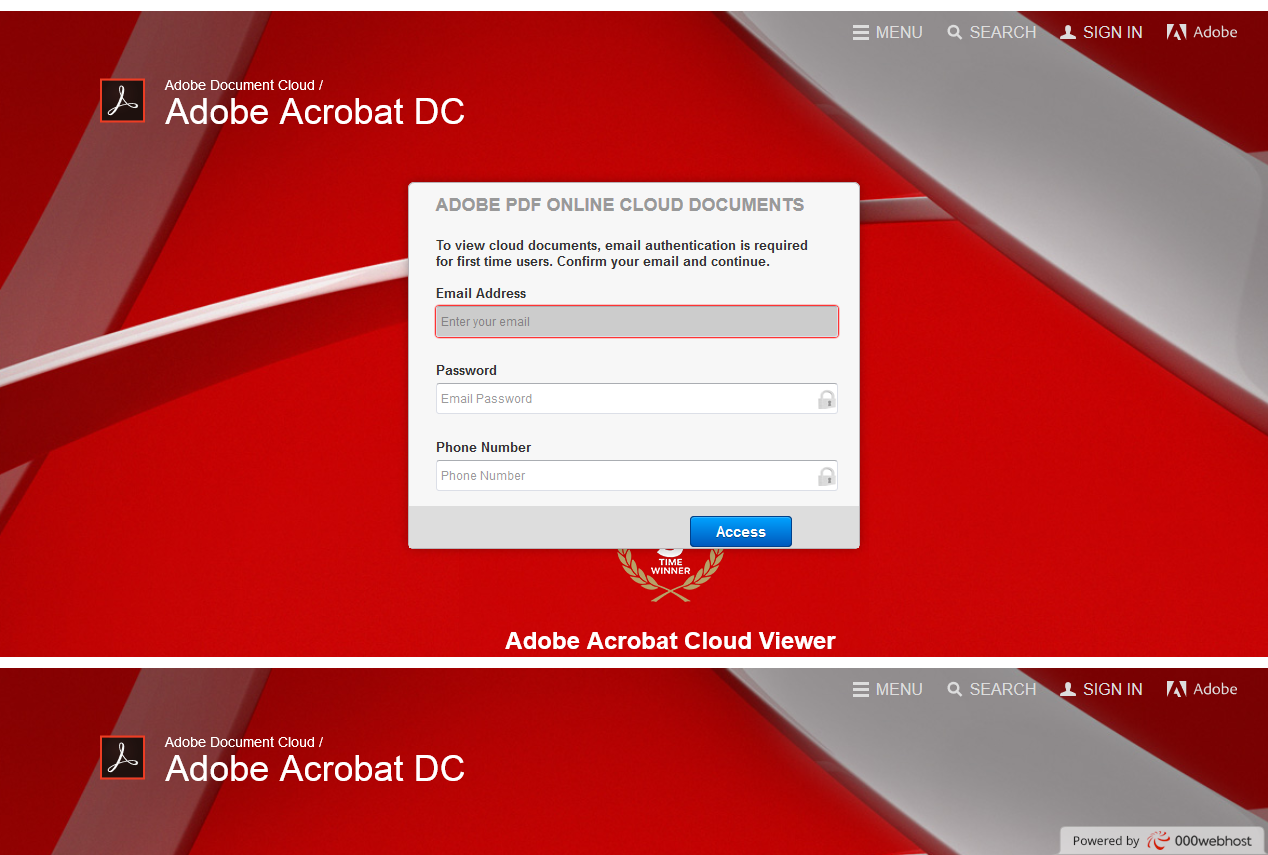 MENU SEARCH SIGN IN Adobe
Adobe Document Cloud /
Adobe Acrobat DC
ADOBE PDF ONLINE CLOUD DOCUMENTS
To view cloud documents, email authentication is required
for first time users. Confirm your email and continue.
Email Address
Enter your email
Password
Email Password
Phone Number
Phone Number
Access
TIME
WINNER
Adobe Acrobat Cloud Viewer
MENU SEARCH SIGN IN Adobe
Adobe Document Cloud /
Adobe Acrobat DC
Powered by 000webhost